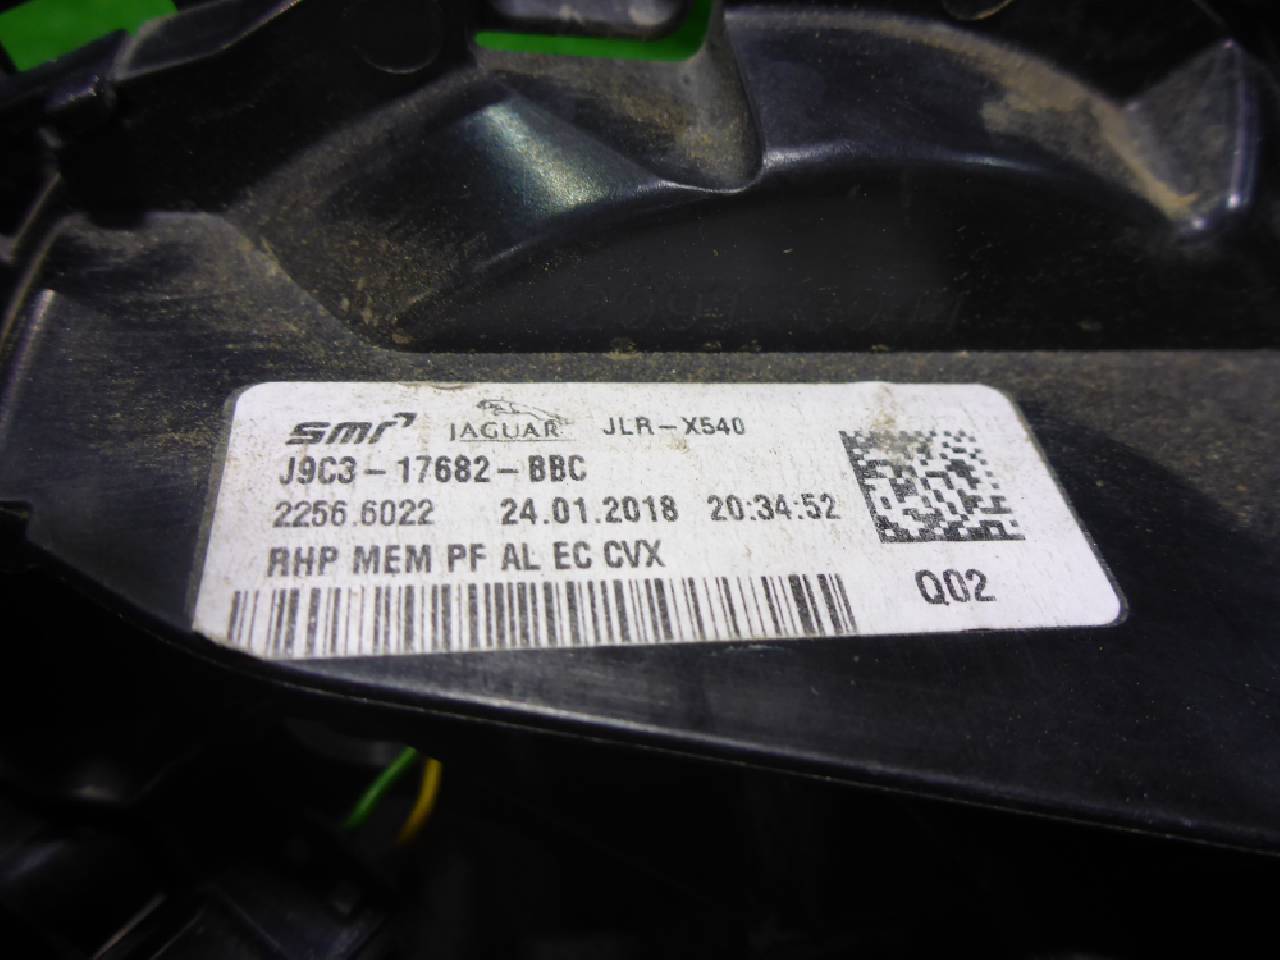 smr JAGUAR JLR-X540
J9C3-17682-BBC
2256.6022 24.01.2018 20:34:52
RHP MEM PF AL EC CVX
Q02